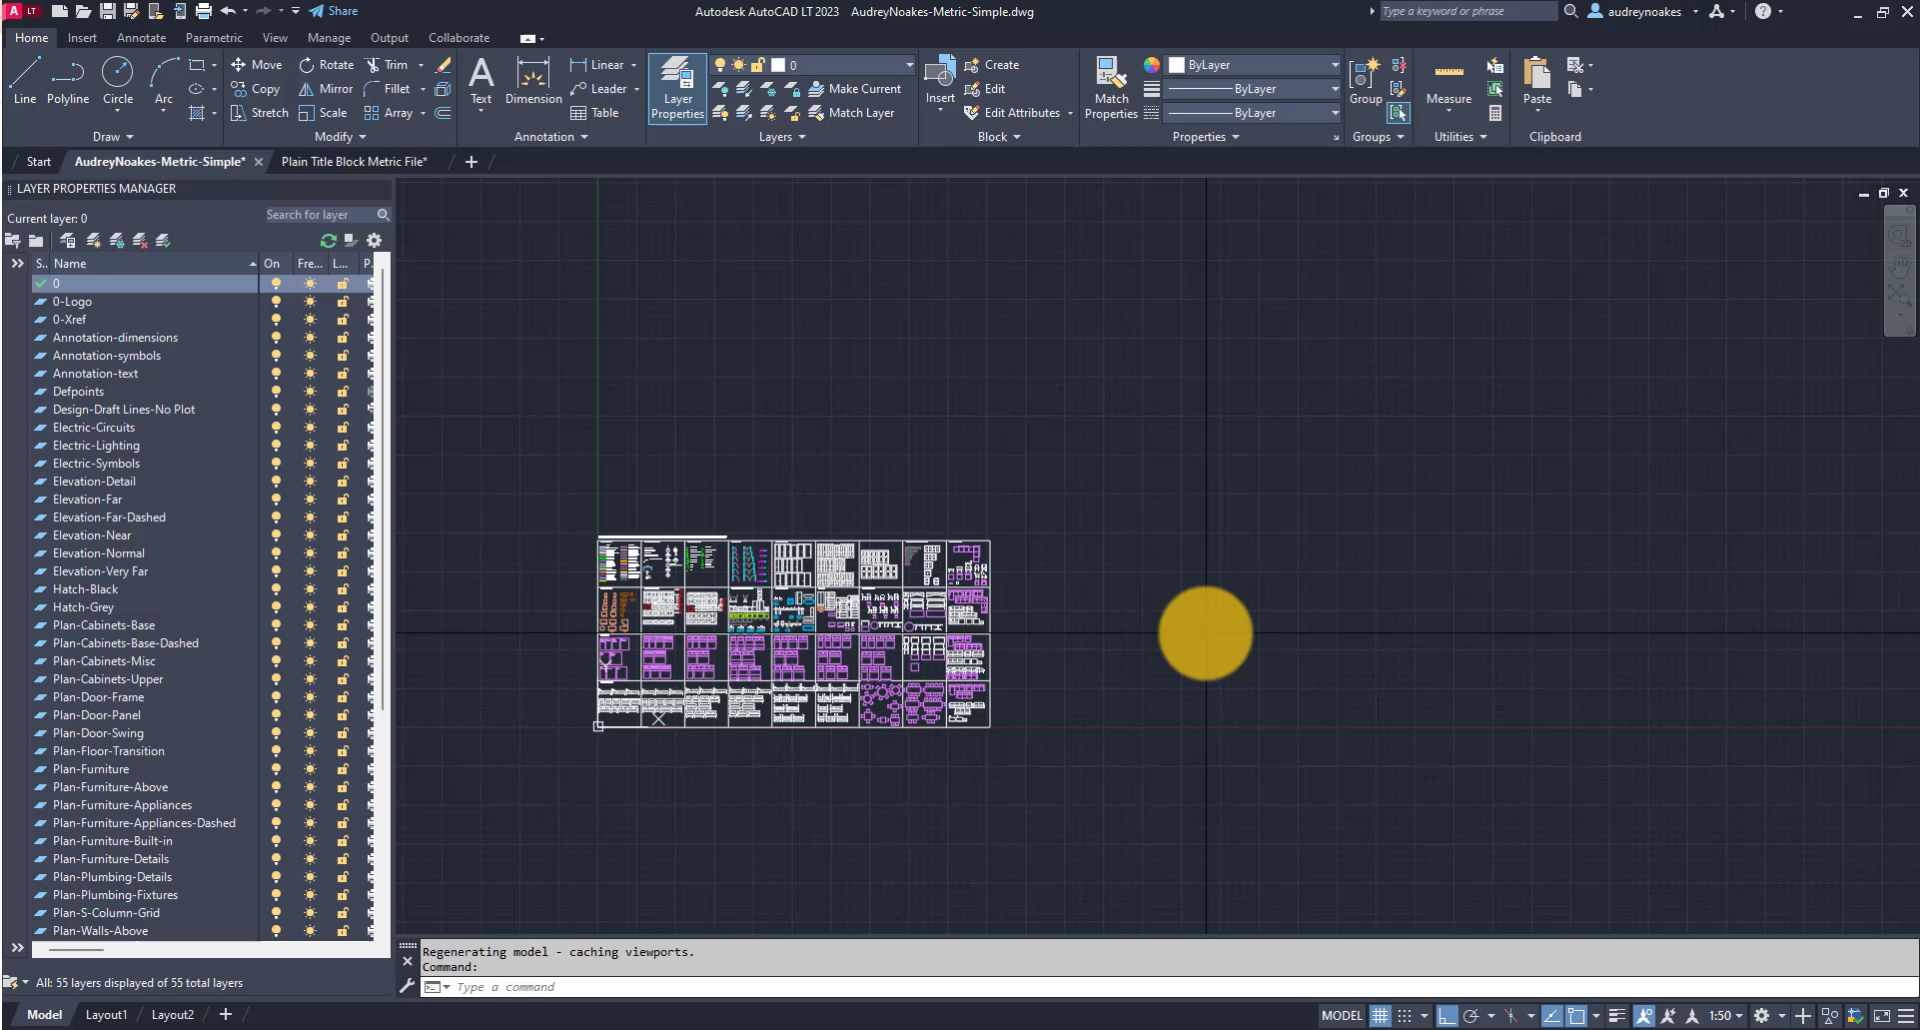 A LT
Share
Autodesk AutoCAD LT 2023 AudreyNoakes-Metric-Simple.dwg
Type a keyword or phrase
audreynoakes
Home Insert Annotate Parametric View Manage Output Collaborate
Line Polyline Circle Arc
Move Rotate Trim
Copy Mirror Fillet
Stretch Scale Array
Text Dimension
Linear
Leader
Table
Layer Properties
0
Make Current
Match Layer
Insert
Create
Edit
Edit Attributes
Match Properties
ByLayer
ByLayer
ByLayer
Group
Measure
Paste
Draw Modify Annotation Layers Block Properties Groups Utilities Clipboard
Start AudreyNoakes-Metric-Simple* Plain Title Block Metric File*
LAYER PROPERTIES MANAGER
Current layer: 0
Search for layer
S.. Name On Fre... L... P.
0
0-Logo
0-Xref
Annotation-dimensions
Annotation-symbols
Annotation-text
Defpoints
Design-Draft Lines-No Plot
Electric-Circuits
Electric-Lighting
Electric-Symbols
Elevation-Detail
Elevation-Far
Elevation-Far-Dashed
Elevation-Near
Elevation-Normal
Elevation-Very Far
Hatch-Black
Hatch-Grey
Plan-Cabinets-Base
Plan-Cabinets-Base-Dashed
Plan-Cabinets-Misc
Plan-Cabinets-Upper
Plan-Door-Frame
Plan-Door-Panel
Plan-Door-Swing
Plan-Floor-Transition
Plan-Furniture
Plan-Furniture-Above
Plan-Furniture-Appliances
Plan-Furniture-Appliances-Dashed
Plan-Furniture-Built-in
Plan-Furniture-Details
Plan-Plumbing-Details
Plan-Plumbing-Fixtures
Plan-S-Column-Grid
Plan-Walls-Above
All: 55 layers displayed of 55 total layers
Y
X
Regenerating model - caching viewports.
Command:
Type a command
Model Layout1 Layout2
MODEL
1:50